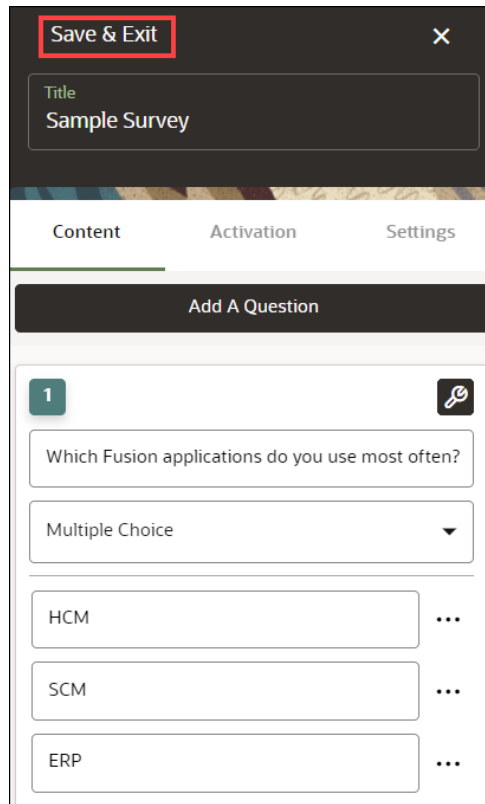 Save & Exit
Title
Sample Survey
Content Activation Settings
Add A Question
1
Which Fusion applications do you use most often?
Multiple Choice
HCM
SCM
ERP